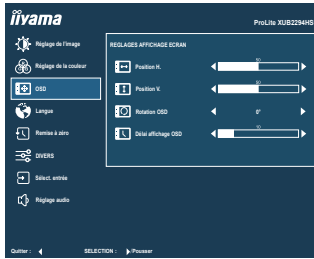 iiyama
ProLite XUB2294HS
Réglage de l'image
Réglage de la couleur
OSD
Langue
Remise à zéro
DIVERS
Sélect. entrée
Réglage audio
REGLAGES AFFICHAGE ECRAN
Position H.
50
Position V.
50
Rotation OSD
0°
Délai affichage OSD
10
Quitter :
SELECTION :
/Pousser